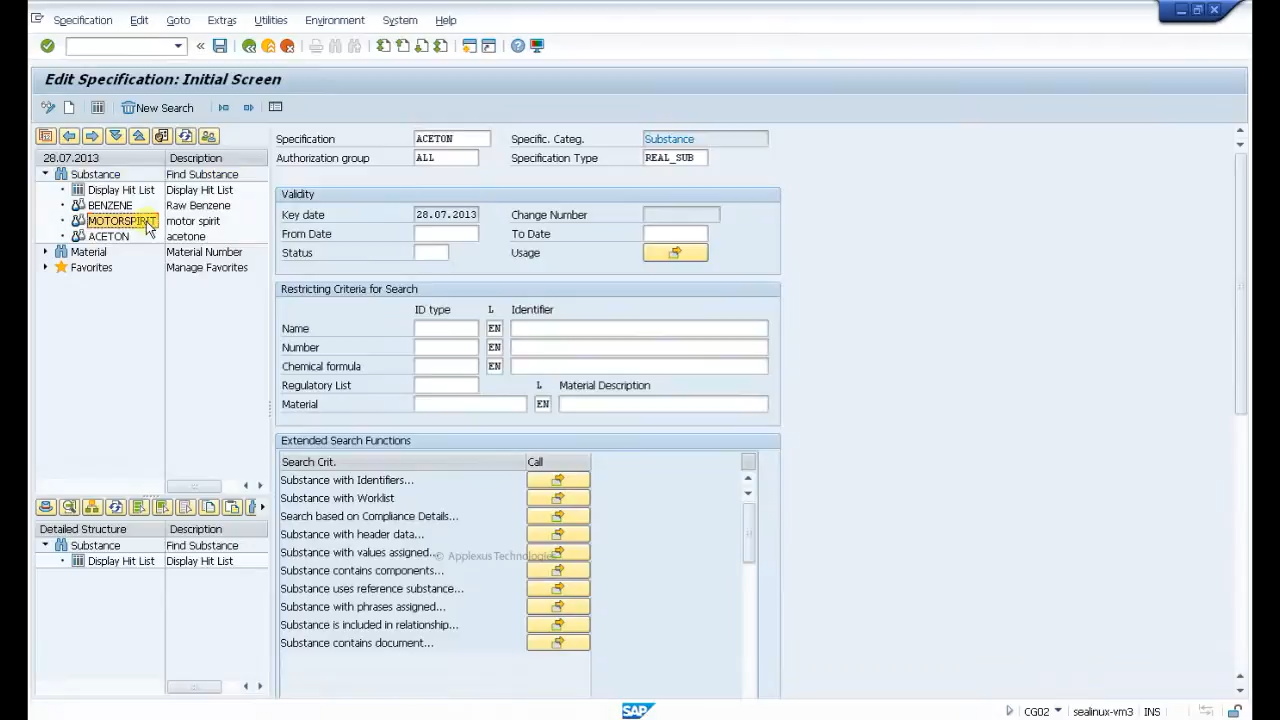 Specification Edit Goto Extras Utilities Environment System Help
Edit Specification: Initial Screen
New Search
28.07.2013 Description
Substance Find Substance
Display Hit List Display Hit List
BENZENE Raw Benzene
MOTORSPIRIT motor spirit
ACETON acetone
Material Material Number
Favorites Manage Favorites
Detailed Structure Description
Substance Find Substance
Display Hit List Display Hit List
Specification ACETON Specific. Categ. Substance
Authorization group ALL Specification Type REAL_SUB
Validity
Key date 28.07.2013 Change Number
From Date To Date
Status Usage
Restricting Criteria for Search
ID type L Identifier
Name EN
Number EN
Chemical formula EN
Regulatory List L Material Description
Material EN
Extended Search Functions
Search Crit. Call
Substance with Identifiers...
Substance with Worklist
Search based on Compliance Details...
Substance with header data...
Substance with values assigned...
© Applexus Technologie
Substance contains components...
Substance uses reference substance...
Substance with phrases assigned...
Substance is included in relationship...
Substance contains document...
SAP CG02 sealinux-vm3 INS